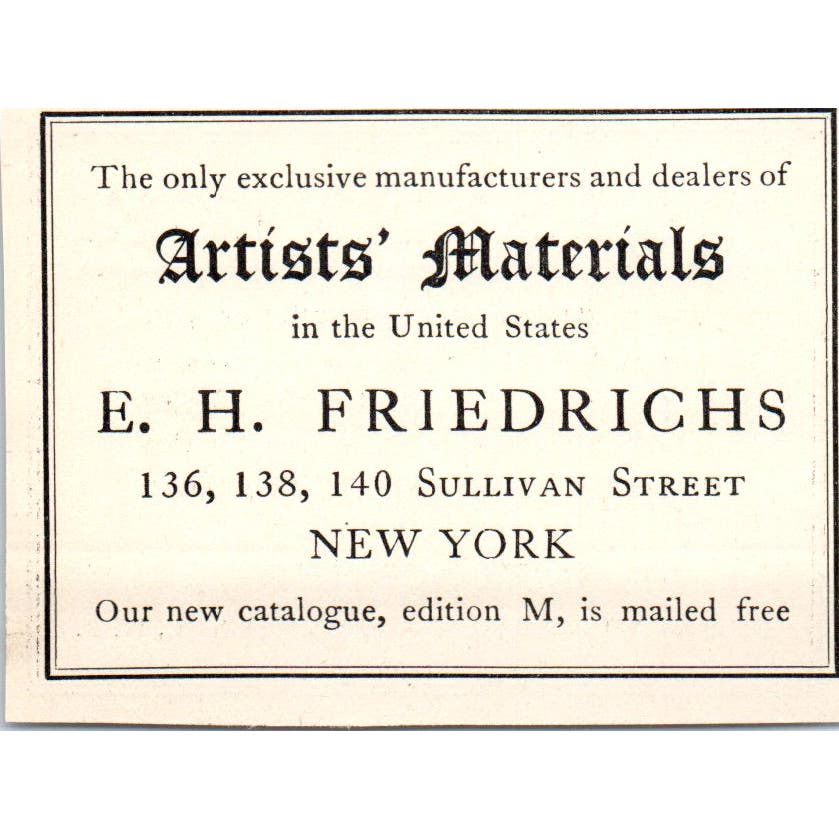 The only exclusive manufacturers and dealers of
Artists' Materials
in the United States
E. H. FRIEDRICHS
136, 138, 140 SULLIVAN STREET
NEW YORK
Our new catalogue, edition M, is mailed free